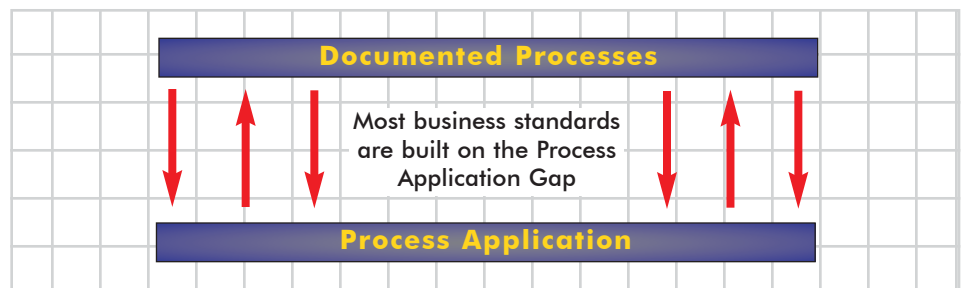 Documented Processes
Most business standards
are built on the Process
Application Gap
Process Application